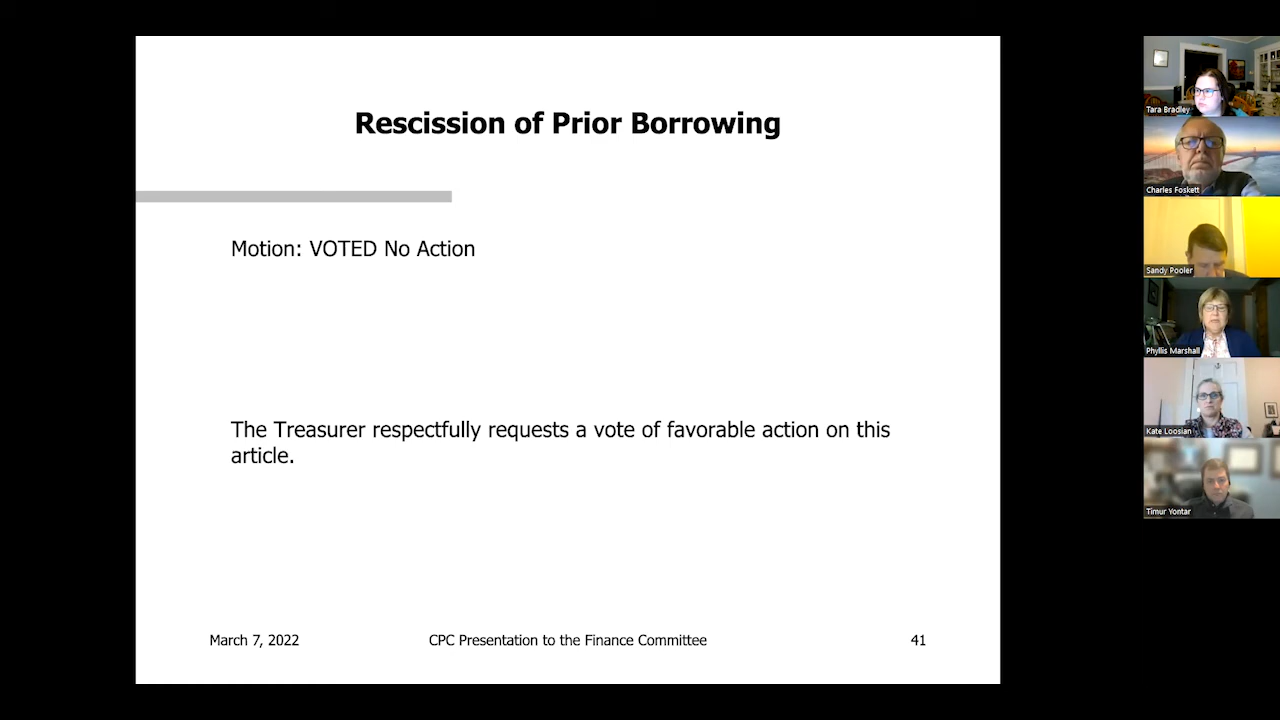 Rescission of Prior Borrowing
Motion: VOTED No Action
The Treasurer respectfully requests a vote of favorable action on this
article.
March 7, 2022
CPC Presentation to the Finance Committee
41
Tara Bradley
Charles Foskett
Sandy Pooler
Phyllis Marshall
Kate Loosian
Timur Yontar